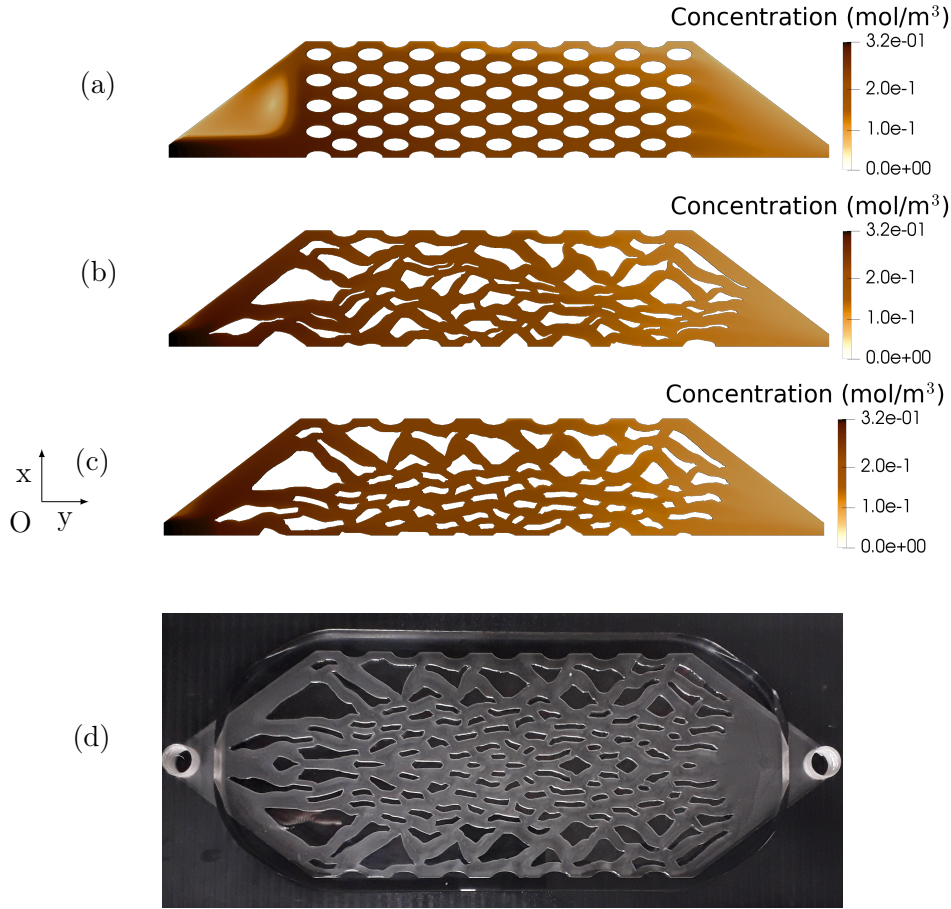 Concentration (mol/m³)
(a)
3.2e-01
2.0e-1
1.0e-1
0.0e+00
Concentration (mol/m³)
(b)
3.2e-01
2.0e-1
1.0e-1
0.0e+00
Concentration (mol/m³)
(c)
3.2e-01
2.0e-1
1.0e-1
0.0e+00
x
O
y
(d)